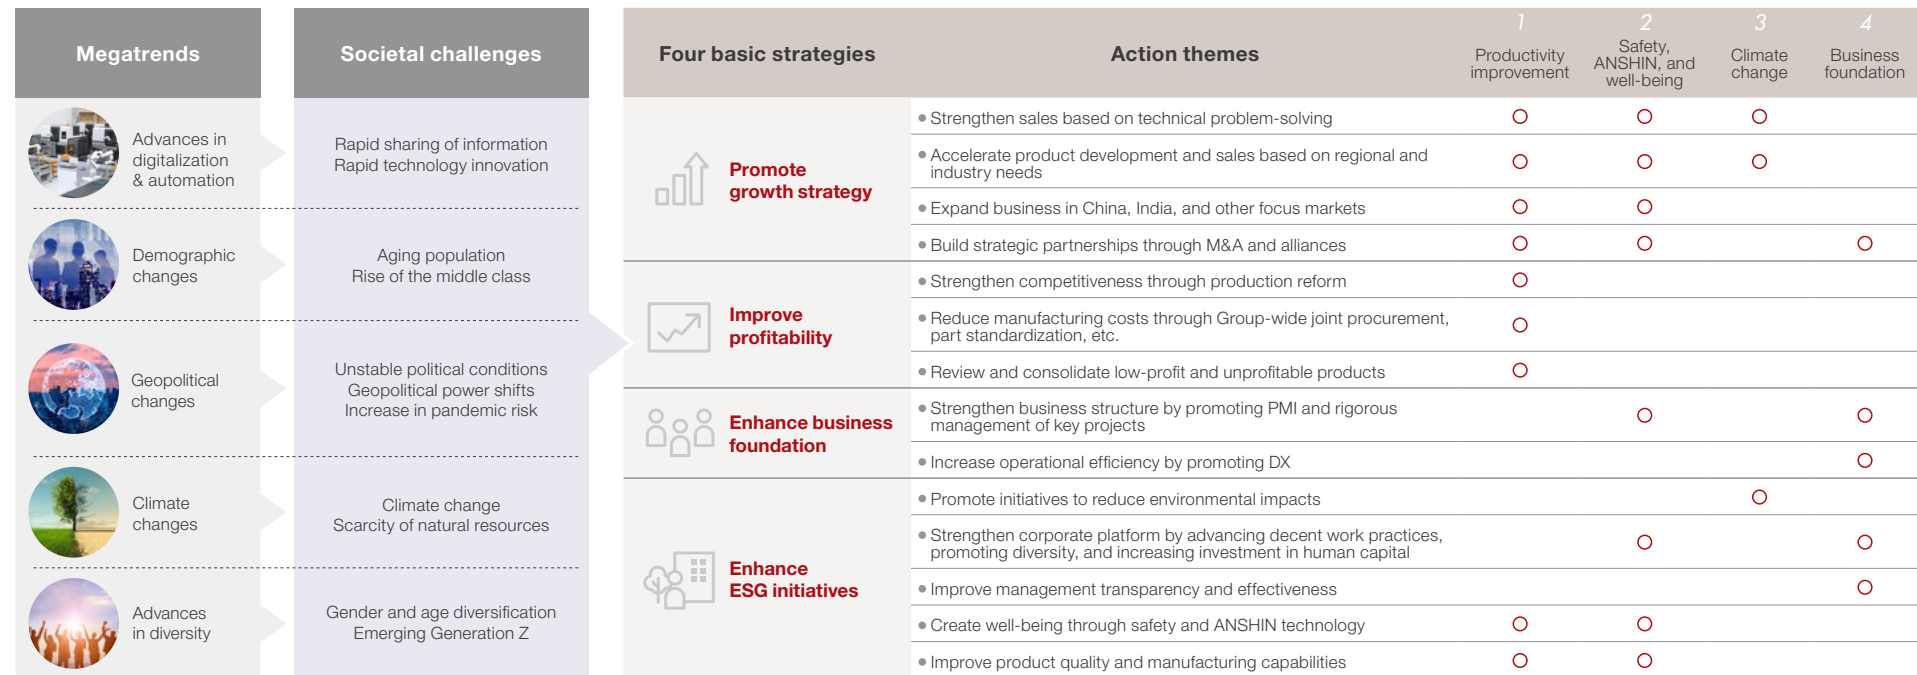 Megatrends
Societal challenges
Four basic strategies
Action themes
1
Productivity
improvement
2
Safety,
ANSHIN, and
well-being
3
Climate
change
4
Business
foundation
Advances in
digitalization
& automation
Rapid sharing of information
Rapid technology innovation
Demographic
changes
Aging population
Rise of the middle class
Geopolitical
changes
Unstable political conditions
Geopolitical power shifts
Increase in pandemic risk
Climate
changes
Climate change
Scarcity of natural resources
Advances
in diversity
Gender and age diversification
Emerging Generation Z
Promote
growth strategy
• Strengthen sales based on technical problem-solving
• Accelerate product development and sales based on regional and
industry needs
• Expand business in China, India, and other focus markets
• Build strategic partnerships through M&A and alliances
Improve
profitability
• Strengthen competitiveness through production reform
• Reduce manufacturing costs through Group-wide joint procurement,
part standardization, etc.
• Review and consolidate low-profit and unprofitable products
Enhance business
foundation
• Strengthen business structure by promoting PMI and rigorous
management of key projects
• Increase operational efficiency by promoting DX
Enhance
ESG initiatives
• Promote initiatives to reduce environmental impacts
• Strengthen corporate platform by advancing decent work practices,
promoting diversity, and increasing investment in human capital
• Improve management transparency and effectiveness
• Create well-being through safety and ANSHIN technology
• Improve product quality and manufacturing capabilities